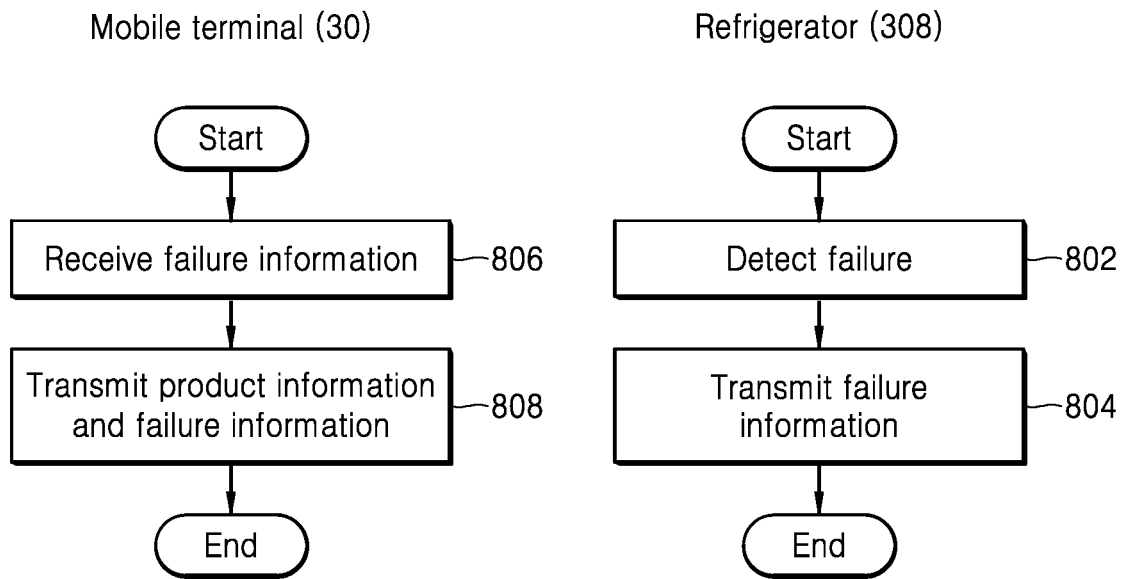 Mobile terminal (30)
Start
Receive failure information
806
Transmit product information
and failure information
808
End
Refrigerator (308)
Start
Detect failure
802
Transmit failure
information
804
End